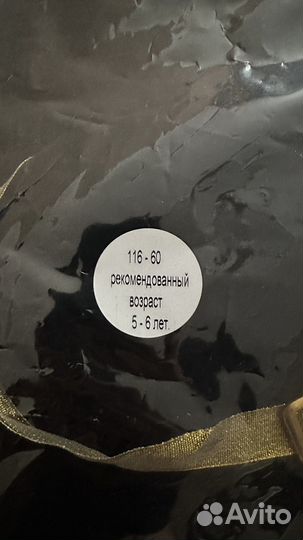 116 - 60
рекомендованный
возраст
5 - 6 лет.
Avito